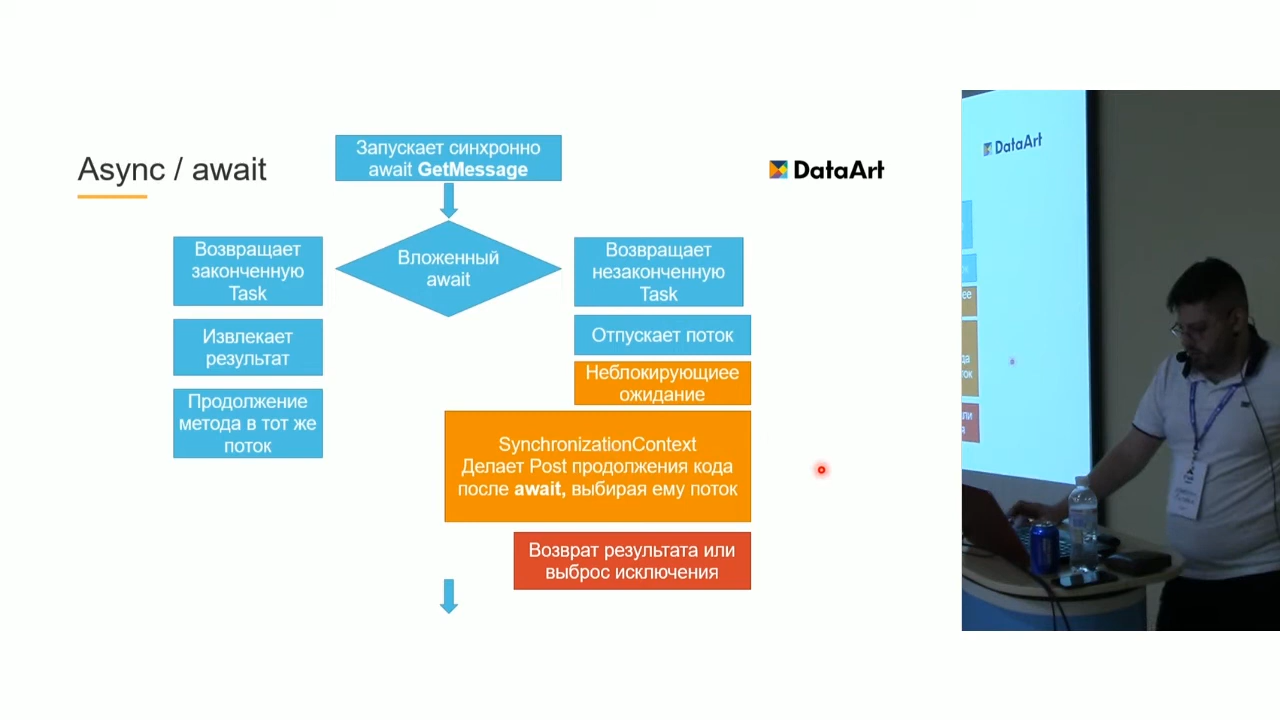 Async / await
Запускает синхронно
await GetMessage
DataArt
Вложенный
await
Возвращает
законченную
Task
Извлекает
результат
Продолжение
метода в тот же
поток
Возвращает
незаконченную
Task
Отпускает поток
Неблокирующиее
ожидание
SynchronizationContext
Делает Post продолжения кода
после await, выбирая ему поток
Возврат результата или
выброс исключения
DataArt